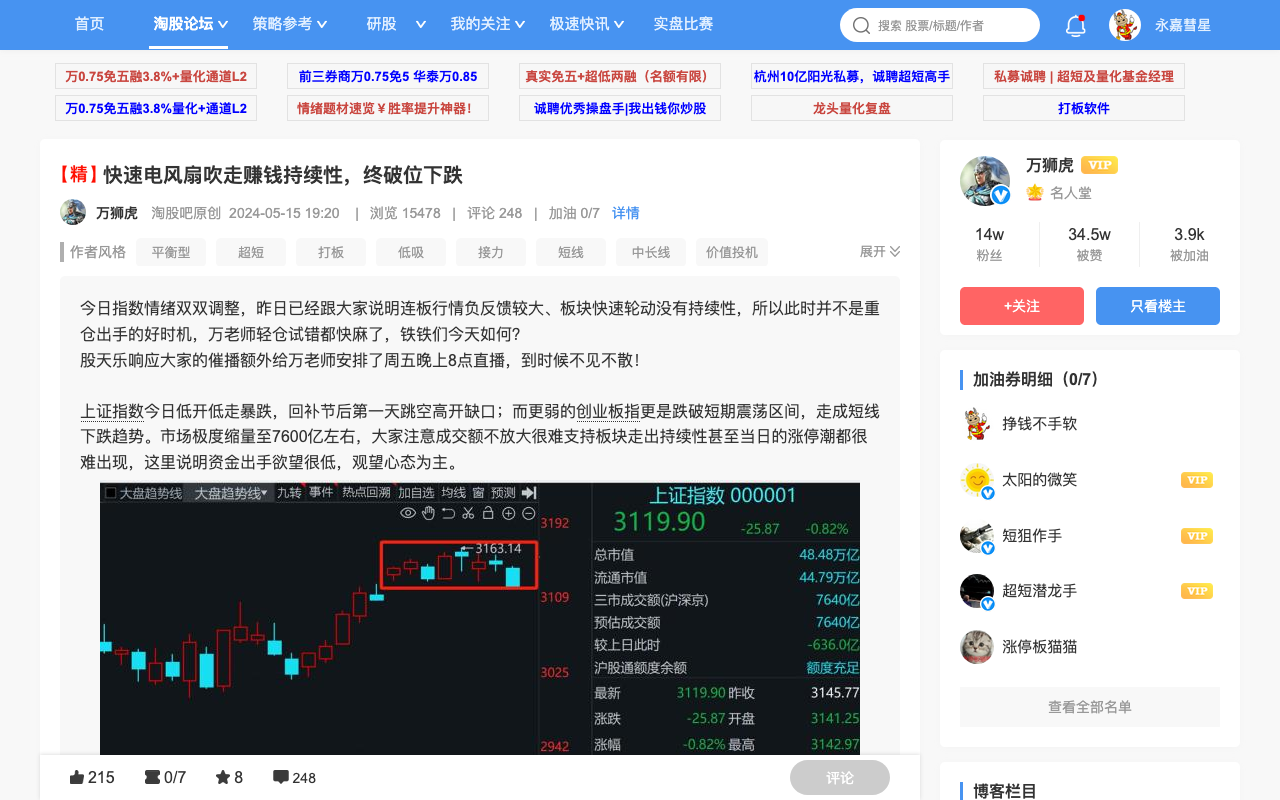 首页 淘股论坛 策略参考 研股 我的关注 极速快讯 实盘比赛 搜索 股票/标题/作者 永嘉彗星
万0.75免五融3.8%+量化通道L2 前三券商万0.75免5 华泰万0.85 真实免五+超低两融（名额有限） 杭州10亿阳光私募，诚聘超短高手 私募诚聘 | 超短及量化基金经理
万0.75免五融3.8%量化+通道L2 情绪题材速览￥胜率提升神器！ 诚聘优秀操盘手|我出钱你炒股 龙头量化复盘 打板软件
【精】快速电风扇吹走赚钱持续性，终破位下跌
万狮虎 淘股吧原创 2024-05-15 19:20 | 浏览 15478 | 评论 248 | 加油 0/7 详情
作者风格 平衡型 超短 打板 低吸 接力 短线 中长线 价值投机 展开
今日指数情绪双双调整，昨日已经跟大家说明连板行情负反馈较大、板块快速轮动没有持续性，所以此时并不是重
仓出手的好时机，万老师轻仓试错都快麻了，铁铁们今天如何？
股天乐响应大家的催播额外给万老师安排了周五晚上8点直播，到时候不见不散！
上证指数今日低开低走暴跌，回补节后第一天跳空高开缺口；而更弱的创业板指更是跌破短期震荡区间，走成短线
下跌趋势。市场极度缩量至7600亿左右，大家注意成交额不放大很难支持板块走出持续性甚至当日的涨停潮都很
难出现，这里说明资金出手欲望很低，观望心态为主。
大盘趋势线 大盘趋势线 九转 事件 热点回溯 加自选 均线 窗 预测
3192
3163.14
3109
3025
2942
上证指数 000001
3119.90 -25.87 -0.82%
总市值 48.48万亿
流通市值 44.79万亿
三市成交额(沪深京) 7640亿
预估成交额 7640亿
较上日此时 -636.0亿
沪股通额度余额 额度充足
最新 3119.90 昨收 3145.77
涨跌 -25.87 开盘 3141.25
涨幅 -0.82% 最高 3142.97
215 0/7 8 248 评论
万狮虎 VIP
名人堂
14w 34.5w 3.9k
粉丝 被赞 被加油
+关注 只看楼主
加油券明细（0/7）
挣钱不手软
太阳的微笑 VIP
短狙作手 VIP
超短潜龙手 VIP
涨停板猫猫
查看全部名单
博客栏目